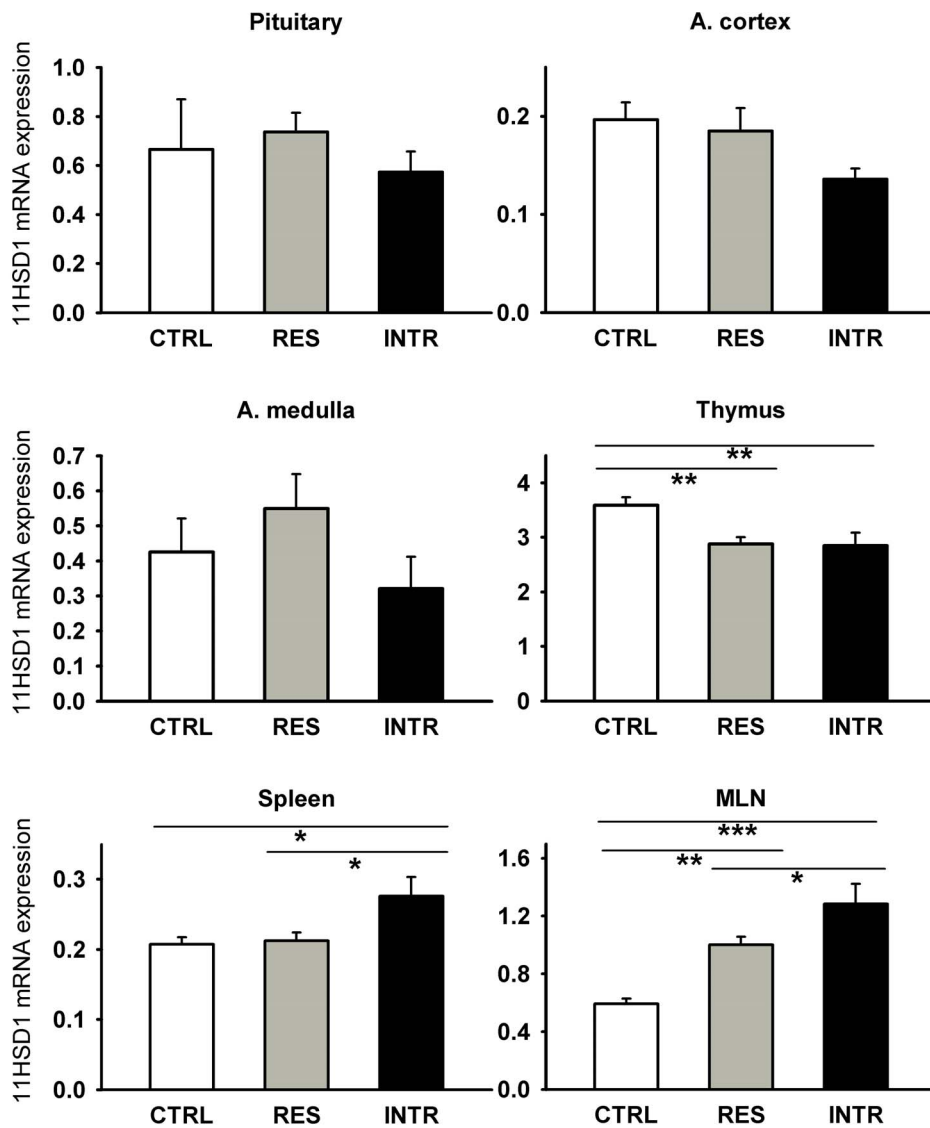 Pituitary
A. cortex
11HSD1 mRNA expression
1.0
0.8
0.6
0.4
0.2
0.0
CTRL RES INTR
0.2
0.1
0.0
CTRL RES INTR
A. medulla
Thymus
11HSD1 mRNA expression
0.7
0.6
0.5
0.4
0.3
0.2
0.1
0.0
CTRL RES INTR
**
**
4
3
2
1
0
CTRL RES INTR
Spleen
MLN
11HSD1 mRNA expression
*
*
0.3
0.2
0.1
0.0
CTRL RES INTR
***
**
*
1.6
1.2
0.8
0.4
0.0
CTRL RES INTR